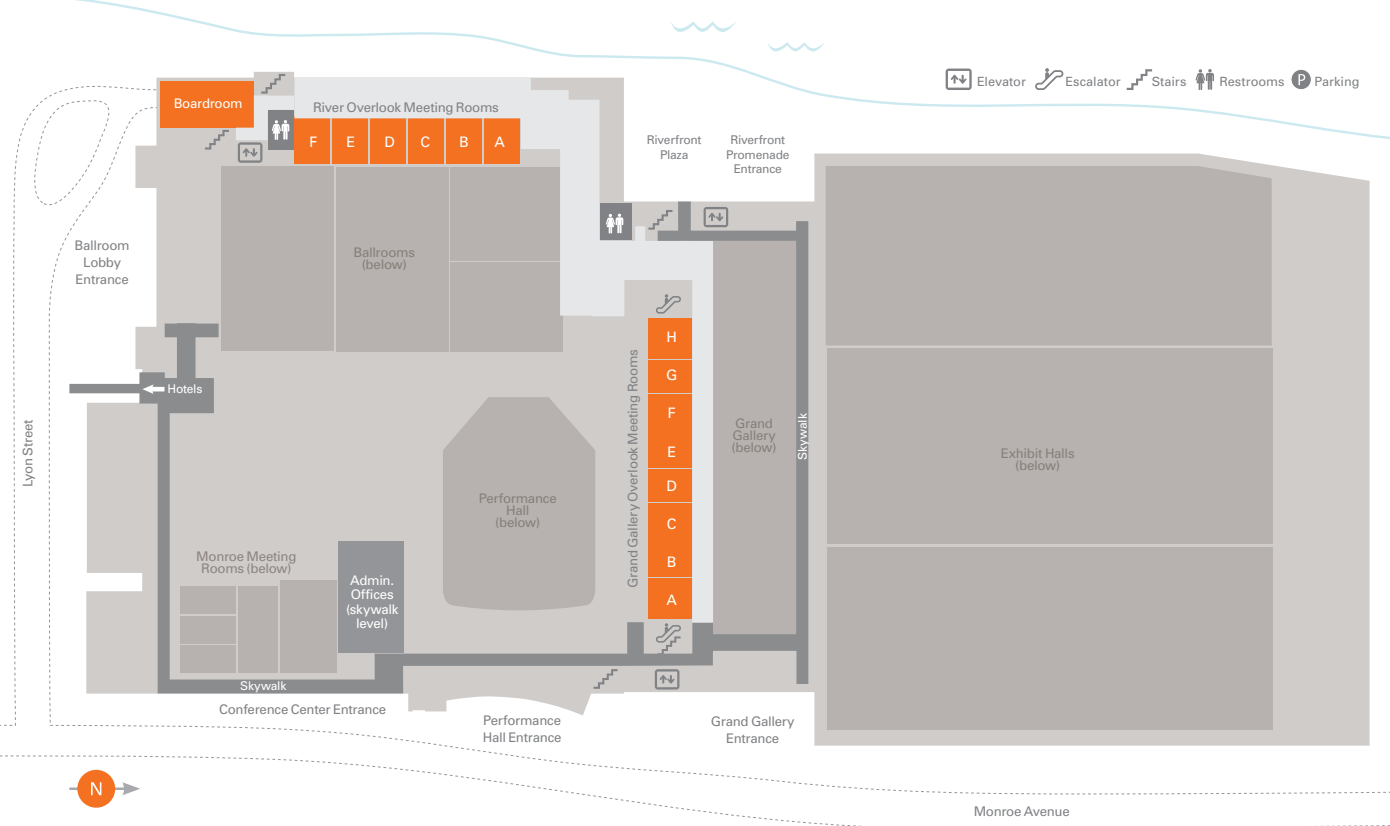 Elevator
Escalator
Stairs
Restrooms
P
Parking
Boardroom
River Overlook Meeting Rooms
F
E
D
C
B
A
Riverfront
Plaza
Riverfront
Promenade
Entrance
Ballroom
Lobby
Entrance
Ballrooms
(below)
Hotels
Lyon Street
Grand Gallery Overlook Meeting Rooms
H
G
F
E
D
C
B
A
Grand
Gallery
(below)
Skywalk
Exhibit Halls
(below)
Performance
Hall
(below)
Monroe Meeting
Rooms (below)
Admin.
Offices
(skywalk
level)
Skywalk
Conference Center Entrance
Performance
Hall Entrance
Grand Gallery
Entrance
N
Monroe Avenue